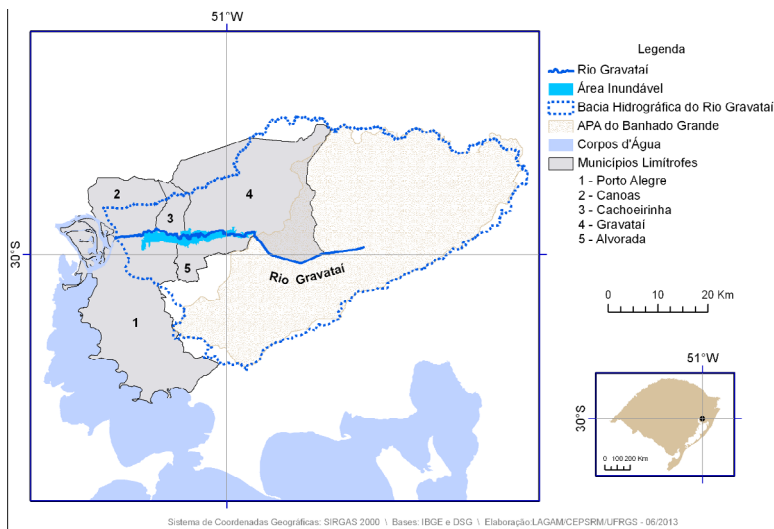 51°W
Legenda
Rio Gravataí
Área Inundável
Bacia Hidrográfica do Rio Gravataí
APA do Banhado Grande
Corpos d'Água
Municípios Limítrofes
1 - Porto Alegre
2 - Canoas
3 - Cachoeirinha
4 - Gravataí
5 - Alvorada
2
4
3
30°S
5
Rio Gravataí
1
0 10 20 Km
51°W
30°S
0 100 200 Km
Sistema de Coordenadas Geográficas: SIRGAS 2000 \ Bases: IBGE e DSG \ Elaboração:LAGAM/CEPSRM/UFRGS - 06/2013